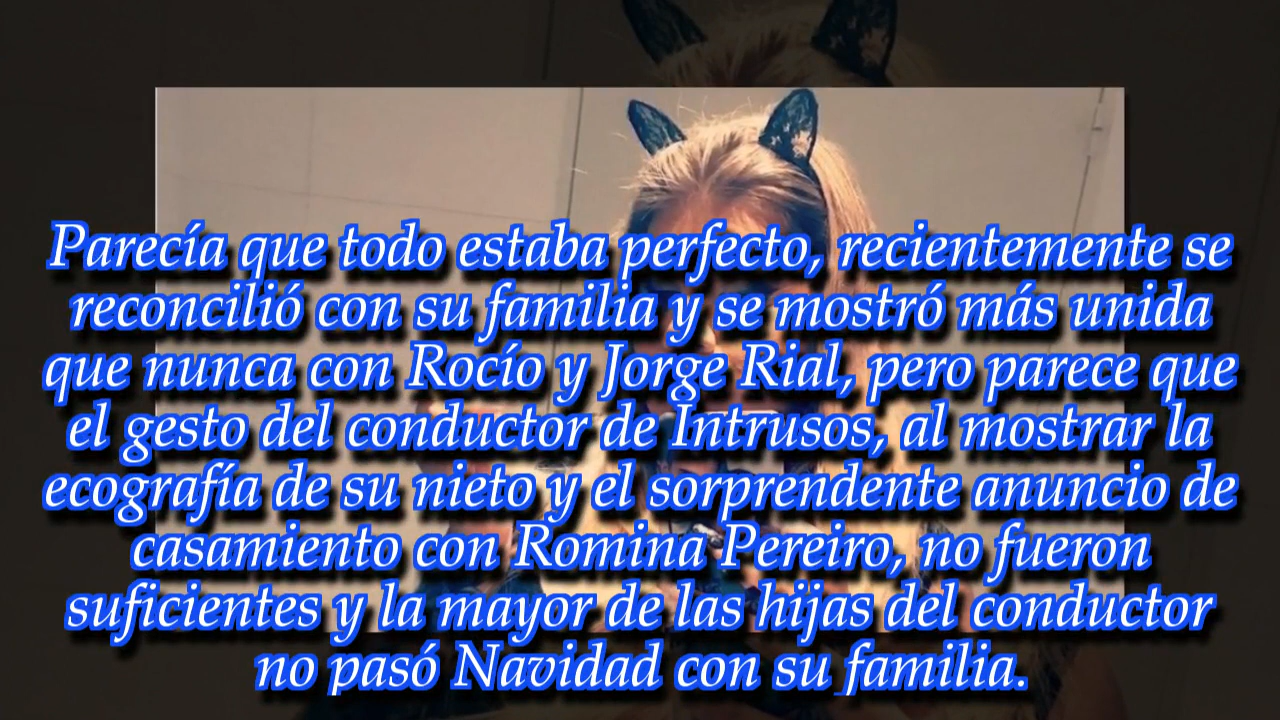 Parecía que todo estaba perfecto, recientemente se
reconcilió con su familia y se mostró más unida
que nunca con Rocío y Jorge Rial, pero parece que
el gesto del conductor de Intrusos, al mostrar la
ecografía de su nieto y el sorprendente anuncio de
casamiento con Romina Pereiro, no fueron
suficientes y la mayor de las hijas del conductor
no pasó Navidad con su familia.